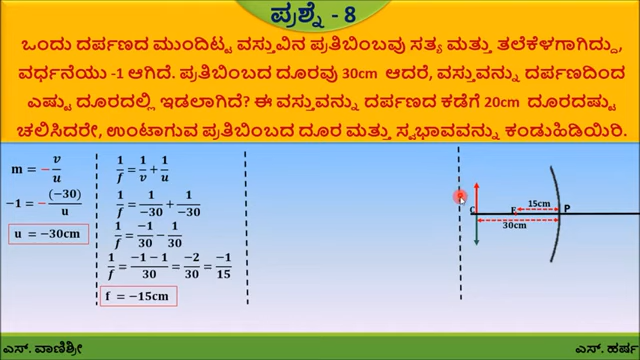 ಪ್ರಶ್ನೆ - 8
ಒಂದು ದರ್ಪಣದ ಮುಂದಿಟ್ಟ ವಸ್ತುವಿನ ಪ್ರತಿಬಿಂಬವು ಸತ್ಯ ಮತ್ತು ತಲೆಕೆಳಗಾಗಿದ್ದು,
ವರ್ಧನೆಯು -1 ಆಗಿದೆ. ಪ್ರತಿಬಿಂಬದ ದೂರವು 30cm ಆದರೆ, ವಸ್ತುವನ್ನು ದರ್ಪಣದಿಂದ
ಎಷ್ಟು ದೂರದಲ್ಲಿ ಇಡಲಾಗಿದೆ? ಈ ವಸ್ತುವನ್ನು ದರ್ಪಣದ ಕಡೆಗೆ 20cm ದೂರದಷ್ಟು
ಚಲಿಸಿದರೇ, ಉಂಟಾಗುವ ಪ್ರತಿಬಿಂಬದ ದೂರ ಮತ್ತು ಸ್ವಭಾವವನ್ನು ಕಂಡುಹಿಡಿಯಿರಿ.
m = − v/u
−1 = − (−30)/u
u = −30cm
1/f = 1/v + 1/u
1/f = 1/−30 + 1/−30
1/f = −1/30 − 1/30
1/f = −1−1/30 = −2/30 = −1/15
f = −15cm
15cm
C F P
30cm
ಎಸ್. ವಾಣಿಶ್ರೀ
ಎಸ್. ಹರ್ಷ